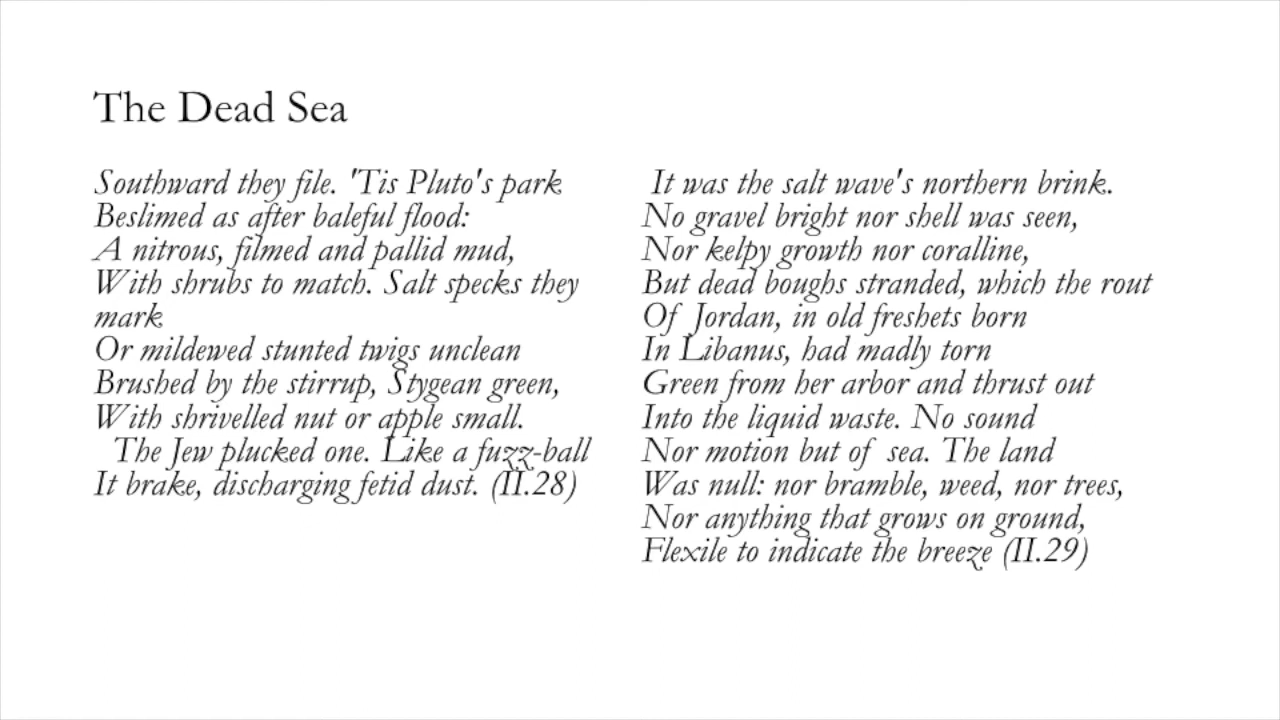 The Dead Sea
Southward they file. 'Tis Pluto's park
Beslimed as after baleful flood:
A nitrous, filmed and pallid mud,
With shrubs to match. Salt specks they
mark
Or mildewed stunted twigs unclean
Brushed by the stirrup, Stygean green,
With shrivelled nut or apple small.
The Jew plucked one. Like a fuzz-ball
It brake, discharging fetid dust. (II.28)
It was the salt wave's northern brink.
No gravel bright nor shell was seen,
Nor kelpy growth nor coralline,
But dead boughs stranded, which the rout
Of Jordan, in old freshets born
In Libanus, had madly torn
Green from her arbor and thrust out
Into the liquid waste. No sound
Nor motion but of sea. The land
Was null: nor bramble, weed, nor trees,
Nor anything that grows on ground,
Flexile to indicate the breeze (II.29)